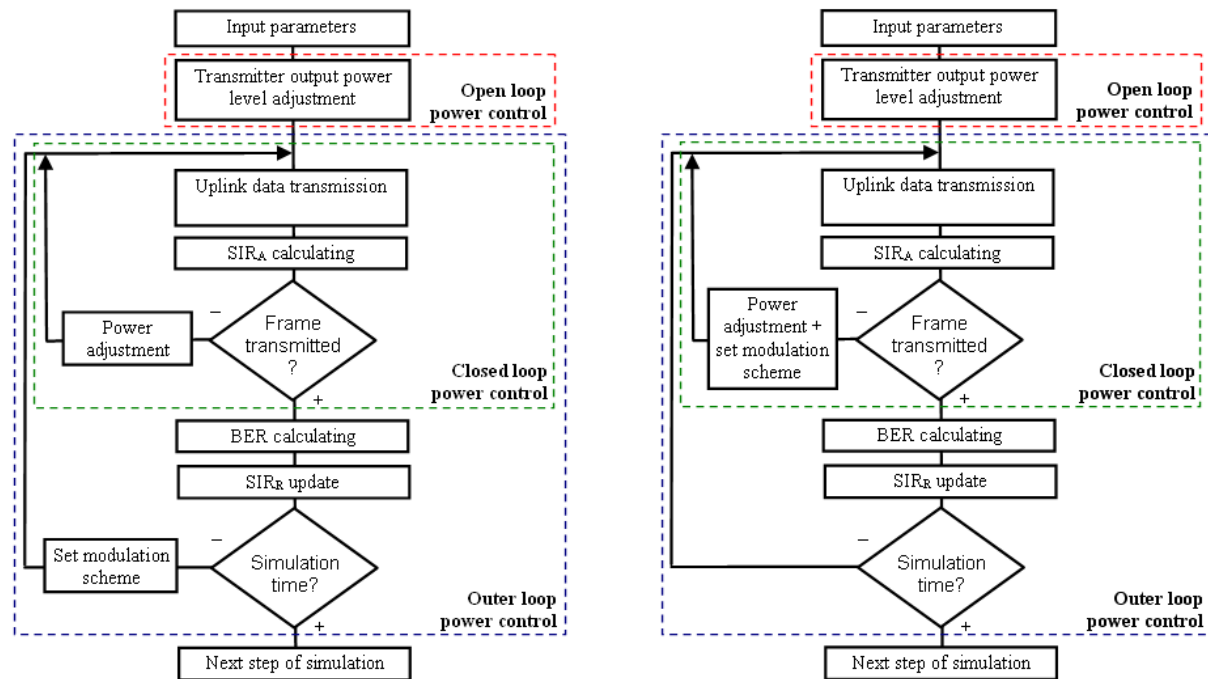 Input parameters
Transmitter output power
level adjustment
Open loop
power control
Uplink data transmission
SIRA calculating
−
Power
adjustment
Frame
transmitted
?
Closed loop
power control
+
BER calculating
SIRR update
−
Set modulation
scheme
Simulation
time?
Outer loop
power control
+
Next step of simulation
Input parameters
Transmitter output power
level adjustment
Open loop
power control
Uplink data transmission
SIRA calculating
−
Power
adjustment +
set modulation
scheme
Frame
transmitted
?
Closed loop
power control
+
BER calculating
SIRR update
−
Simulation
time?
Outer loop
power control
+
Next step of simulation